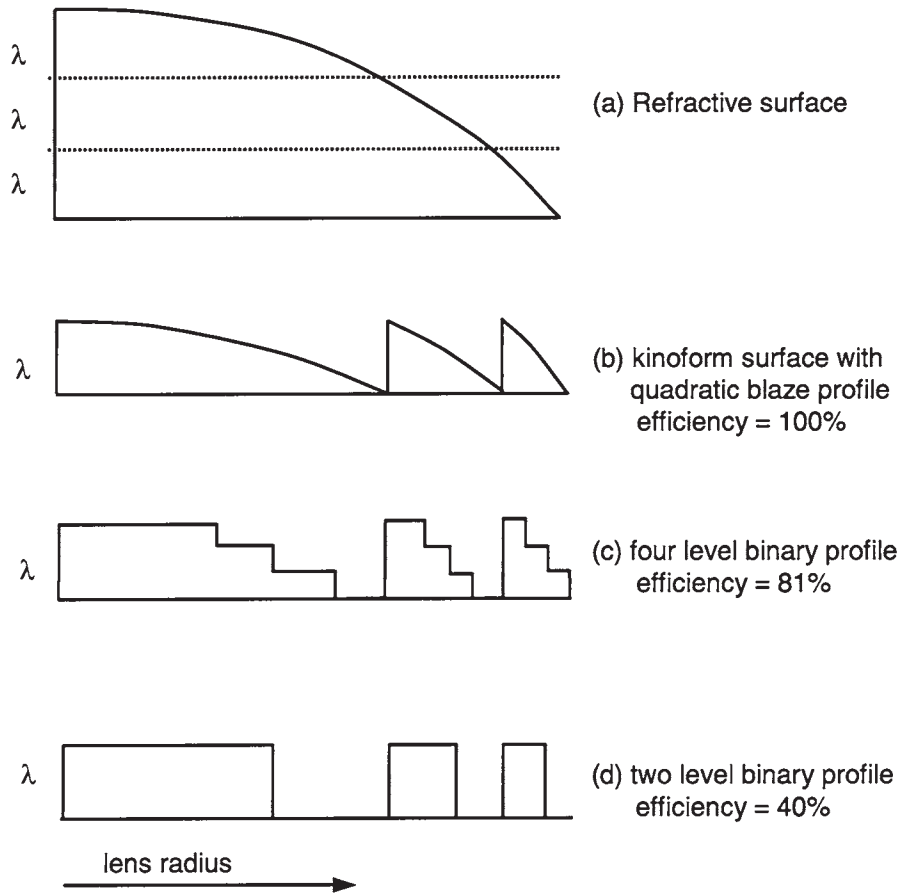 λ
λ
λ
(a) Refractive surface
λ
(b) kinoform surface with
quadratic blaze profile
efficiency = 100%
λ
(c) four level binary profile
efficiency = 81%
λ
(d) two level binary profile
efficiency = 40%
lens radius